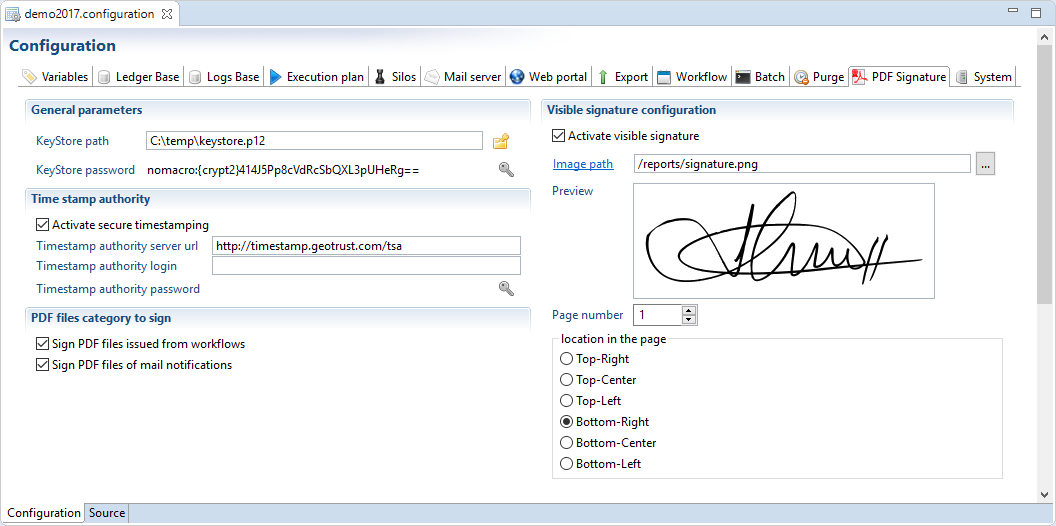 demo2017.configuration
Configuration
Variables Ledger Base Logs Base Execution plan Silos Mail server Web portal Export Workflow Batch Purge PDF Signature System
General parameters
KeyStore path C:\temp\keystore.p12
KeyStore password nomacro:{crypt2}414J5Pp8cVdRcSbQXL3pUHeRg==
Time stamp authority
Activate secure timestamping
Timestamp authority server url http://timestamp.geotrust.com/tsa
Timestamp authority login
Timestamp authority password
PDF files category to sign
Sign PDF files issued from workflows
Sign PDF files of mail notifications
Visible signature configuration
Activate visible signature
Image path /reports/signature.png ...
Preview
Page number 1
location in the page
Top-Right
Top-Center
Top-Left
Bottom-Right
Bottom-Center
Bottom-Left
Configuration Source